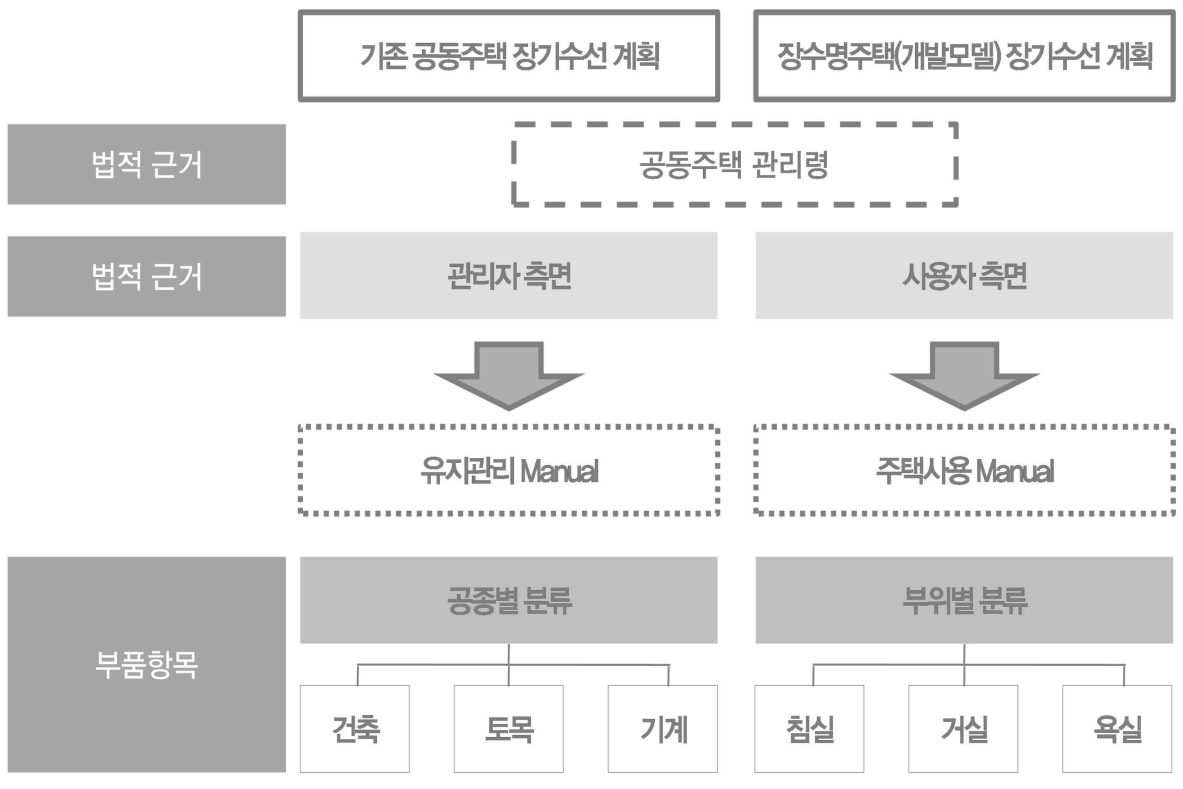 기존 공동주택 장기수선 계획
장수명주택(개발모델) 장기수선 계획
법적 근거
공동주택 관리령
법적 근거
관리자 측면
사용자 측면
유지관리 Manual
주택사용 Manual
부품항목
공종별 분류
부위별 분류
건축
토목
기계
침실
거실
욕실